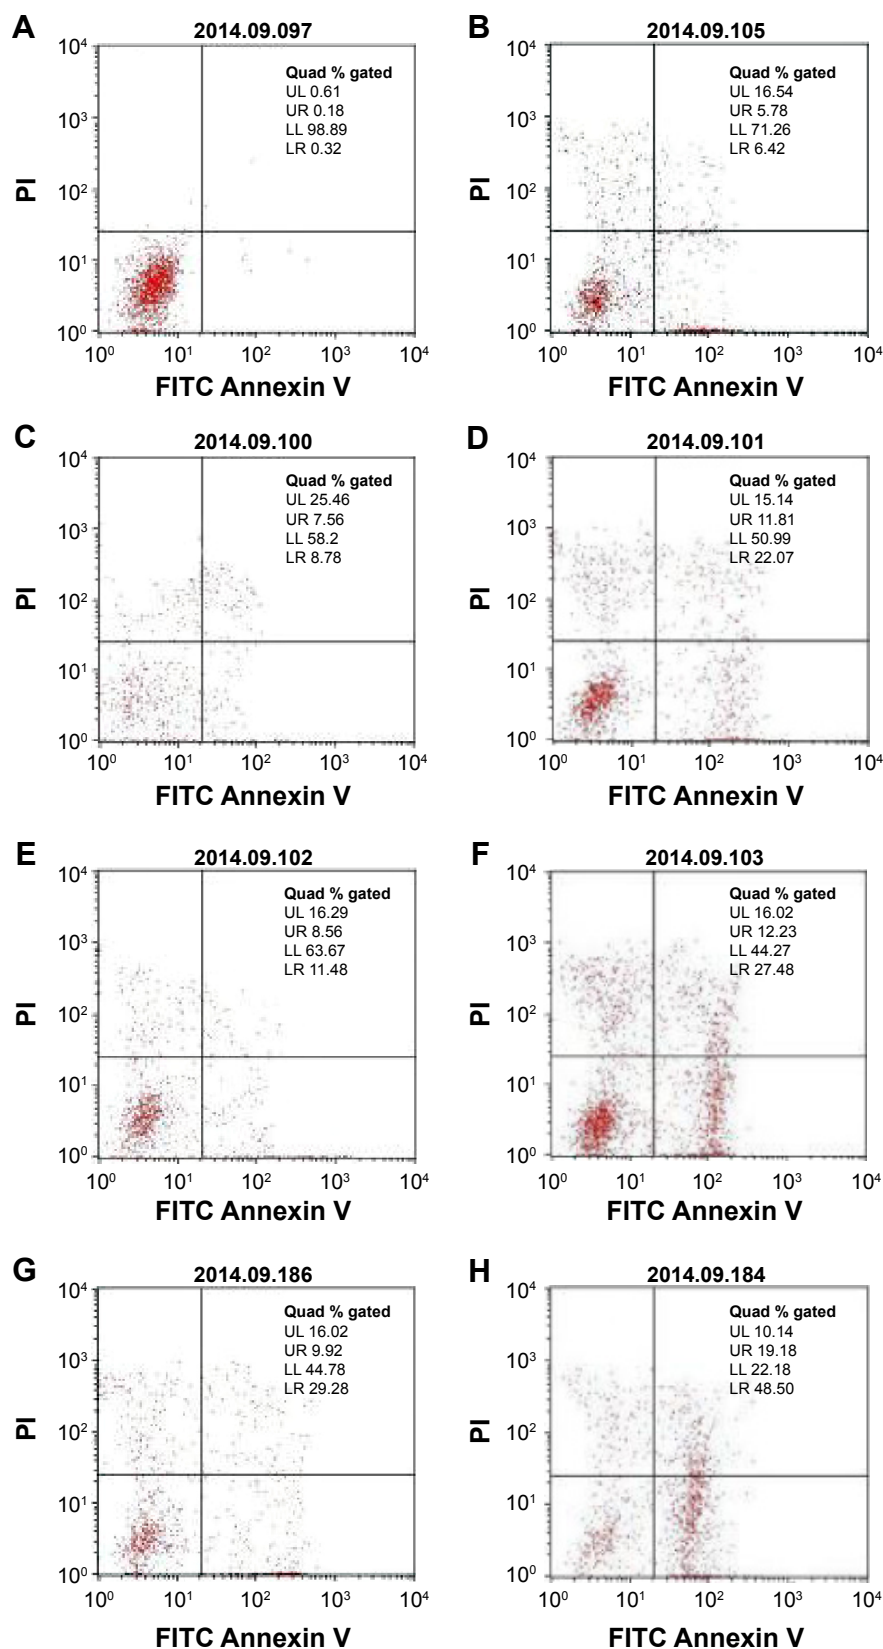 A
2014.09.097
Quad % gated
UL 0.61
UR 0.18
LL 98.89
LR 0.32
10⁴
10³
10²
10¹
10⁰
PI
10⁰ 10¹ 10² 10³ 10⁴
FITC Annexin V
B
2014.09.105
Quad % gated
UL 16.54
UR 5.78
LL 71.26
LR 6.42
10⁴
10³
10²
10¹
10⁰
PI
10⁰ 10¹ 10² 10³ 10⁴
FITC Annexin V
C
2014.09.100
Quad % gated
UL 25.46
UR 7.56
LL 58.2
LR 8.78
10⁴
10³
10²
10¹
10⁰
PI
10⁰ 10¹ 10² 10³ 10⁴
FITC Annexin V
D
2014.09.101
Quad % gated
UL 15.14
UR 11.81
LL 50.99
LR 22.07
10⁴
10³
10²
10¹
10⁰
PI
10⁰ 10¹ 10² 10³ 10⁴
FITC Annexin V
E
2014.09.102
Quad % gated
UL 16.29
UR 8.56
LL 63.67
LR 11.48
10⁴
10³
10²
10¹
10⁰
PI
10⁰ 10¹ 10² 10³ 10⁴
FITC Annexin V
F
2014.09.103
Quad % gated
UL 16.02
UR 12.23
LL 44.27
LR 27.48
10⁴
10³
10²
10¹
10⁰
PI
10⁰ 10¹ 10² 10³ 10⁴
FITC Annexin V
G
2014.09.186
Quad % gated
UL 16.02
UR 9.92
LL 44.78
LR 29.28
10⁴
10³
10²
10¹
10⁰
PI
10⁰ 10¹ 10² 10³ 10⁴
FITC Annexin V
H
2014.09.184
Quad % gated
UL 10.14
UR 19.18
LL 22.18
LR 48.50
10⁴
10³
10²
10¹
10⁰
PI
10⁰ 10¹ 10² 10³ 10⁴
FITC Annexin V